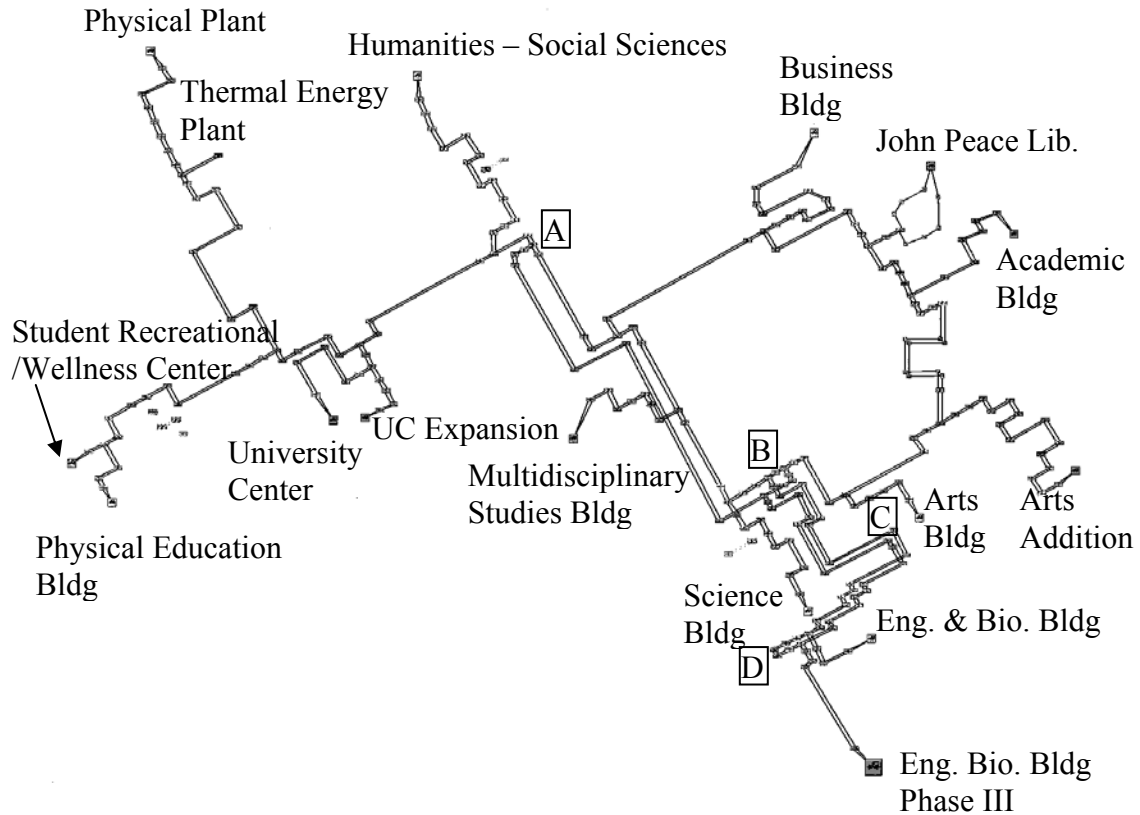 Physical Plant
Humanities – Social Sciences
Thermal Energy
Plant
Business
Bldg
John Peace Lib.
A
Academic
Bldg
Student Recreational
/Wellness Center
University
Center
UC Expansion
Multidisciplinary
Studies Bldg
B
C
Arts
Bldg
Arts
Addition
Physical Education
Bldg
Science
Bldg
Eng. & Bio. Bldg
D
Eng. Bio. Bldg
Phase III